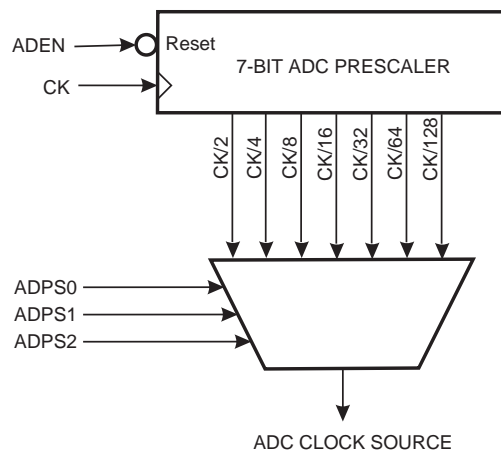 ADEN
Reset
7-BIT ADC PRESCALER
CK
CK/2
CK/4
CK/8
CK/16
CK/32
CK/64
CK/128
ADPS0
ADPS1
ADPS2
ADC CLOCK SOURCE